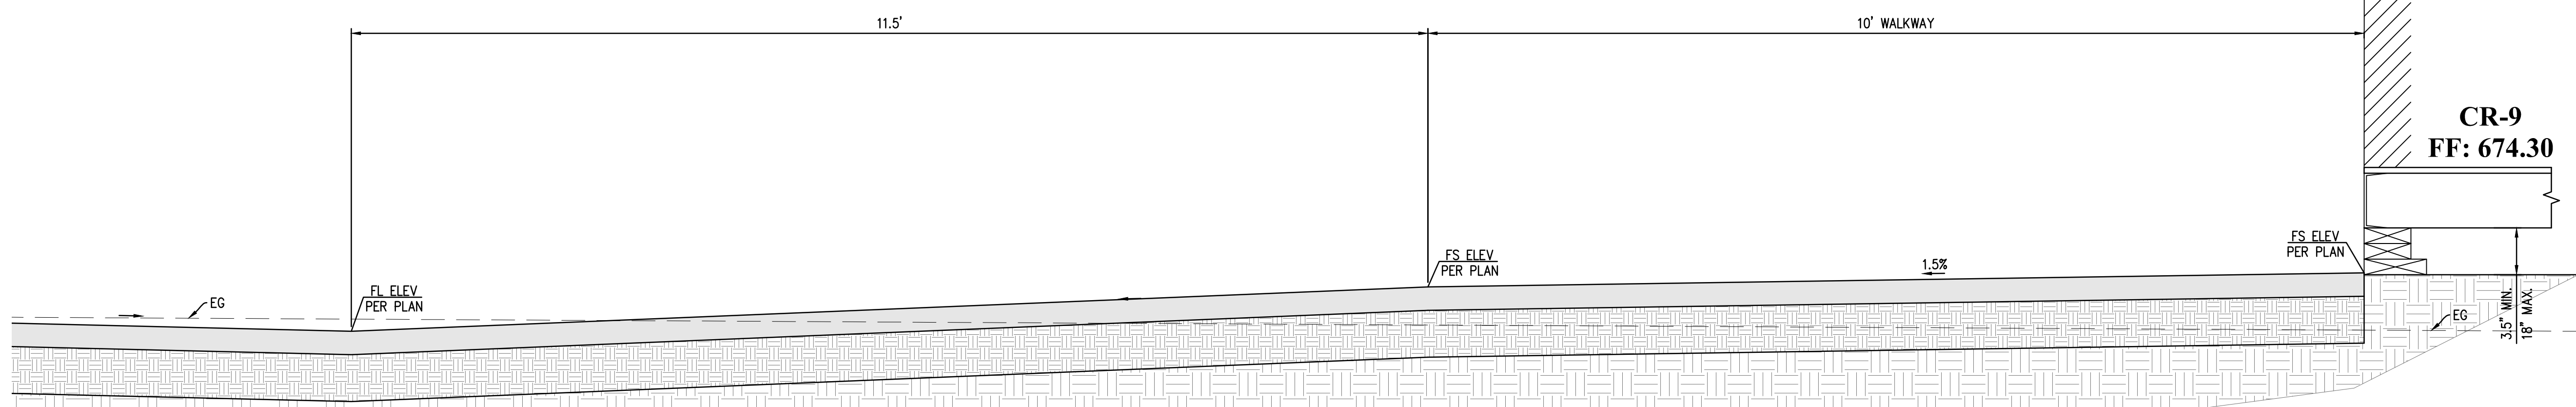 11.5'
10' WALKWAY
CR-9
FF: 674.30
EG
FL ELEV
PER PLAN
FS ELEV
PER PLAN
1.5%
FS ELEV
PER PLAN
3.5" MIN.
18" MAX.
EG